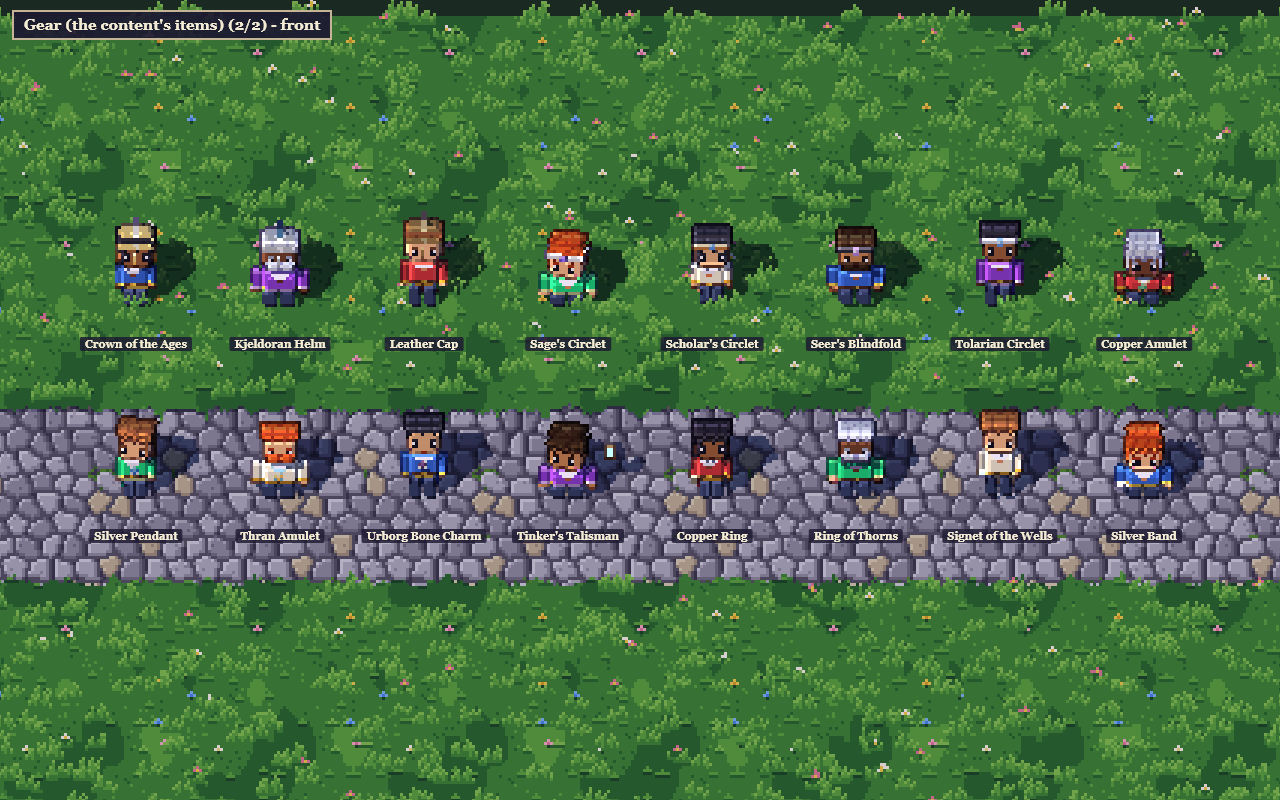 Gear (the content's items) (2/2) - front
Crown of the Ages
Kjeldoran Helm
Leather Cap
Sage's Circlet
Scholar's Circlet
Seer's Blindfold
Tolarian Circlet
Copper Amulet
Silver Pendant
Thran Amulet
Urborg Bone Charm
Tinker's Talisman
Copper Ring
Ring of Thorns
Signet of the Wells
Silver Band